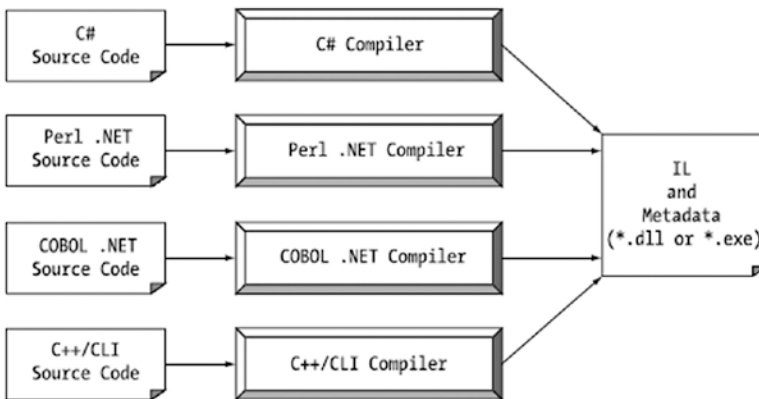 C#
Source Code
C# Compiler
Perl .NET
Source Code
Perl .NET Compiler
IL
and
Metadata
(*.dll or *.exe)
COBOL .NET
Source Code
COBOL .NET Compiler
C++/CLI
Source Code
C++/CLI Compiler